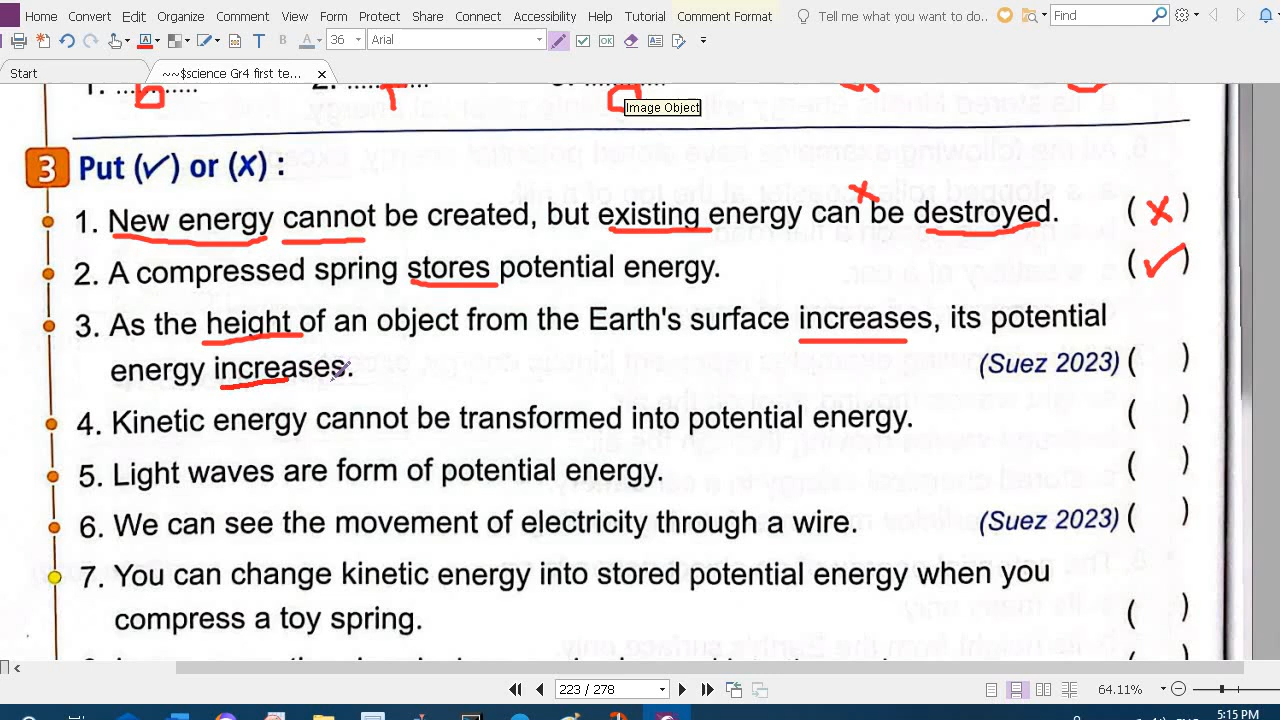 Home Convert Edit Organize Comment View Form Protect Share Connect Accessibility Help Tutorial Comment Format
Tell me what you want to do..
Find
36 Arial
Start
~~$science Gr4 first te... ×
1. ............
Image Object
3 Put (✓) or (x) :
1. New energy cannot be created, but existing energy can be destroyed. ( x )
2. A compressed spring stores potential energy. ( ✓ )
3. As the height of an object from the Earth's surface increases, its potential
energy increases. (Suez 2023) ( )
4. Kinetic energy cannot be transformed into potential energy. ( )
5. Light waves are form of potential energy. ( )
6. We can see the movement of electricity through a wire. (Suez 2023) ( )
7. You can change kinetic energy into stored potential energy when you
compress a toy spring. ( )
223 / 278
64.11%
5:15 PM